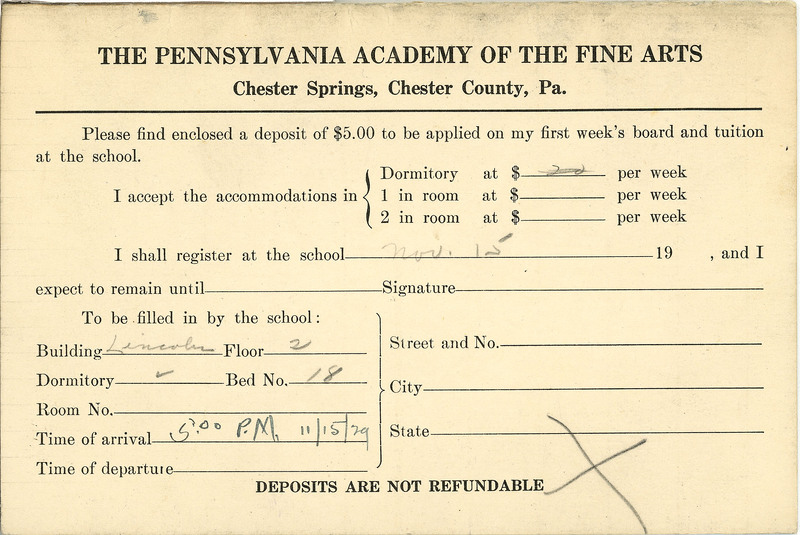 THE PENNSYLVANIA ACADEMY OF THE FINE ARTS
Chester Springs, Chester County, Pa.
Please find enclosed a deposit of $5.00 to be applied on my first week's board and tuition
at the school.
I accept the accommodations in
Dormitory at $ 20 per week
1 in room at $ per week
2 in room at $ per week
I shall register at the school Nov. 15 19 , and I
expect to remain until Signature
To be filled in by the school:
Building Lincoln Floor 2
Dormitory ✓ Bed No. 18
Room No.
Time of arrival 5:00 P.M. 11/15/29
Time of departure
Street and No.
City
State
DEPOSITS ARE NOT REFUNDABLE